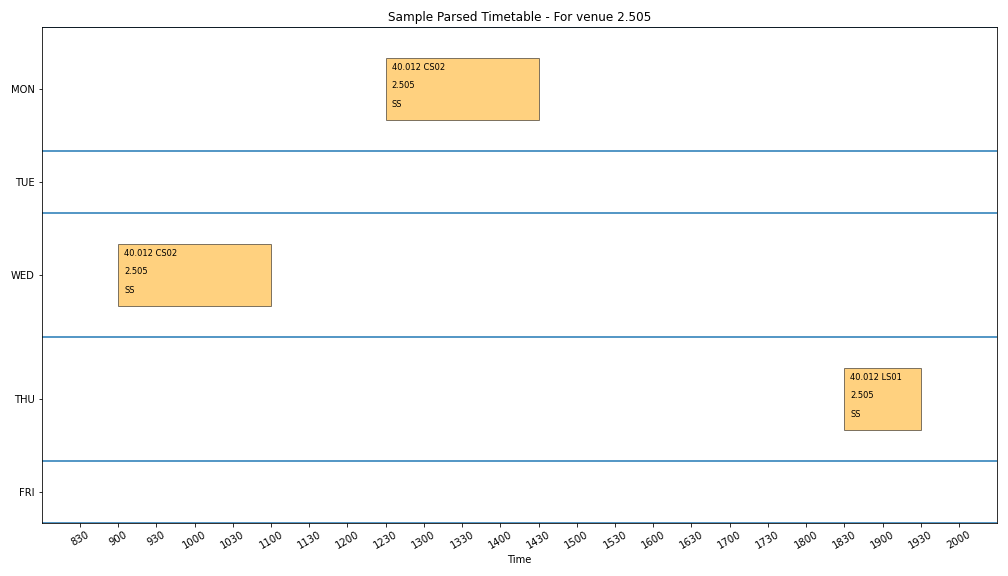 Sample Parsed Timetable - For venue 2.505
MON
40.012 CS02
2.505
SS
TUE
WED
40.012 CS02
2.505
SS
THU
40.012 LS01
2.505
SS
FRI
830 900 930 1000 1030 1100 1130 1200 1230 1300 1330 1400 1430 1500 1530 1600 1630 1700 1730 1800 1830 1900 1930 2000
Time